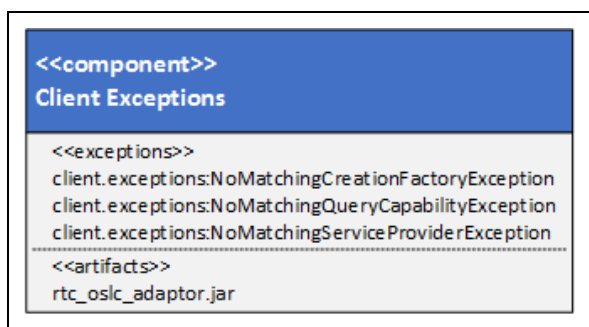 <<component>>
Client Exceptions
<<exceptions>>
client.exceptions:NoMatchingCreationFactoryException
client.exceptions:NoMatchingQueryCapabilityException
client.exceptions:NoMatchingServiceProviderException
<<artifacts>>
rtc_oslc_adaptor.jar